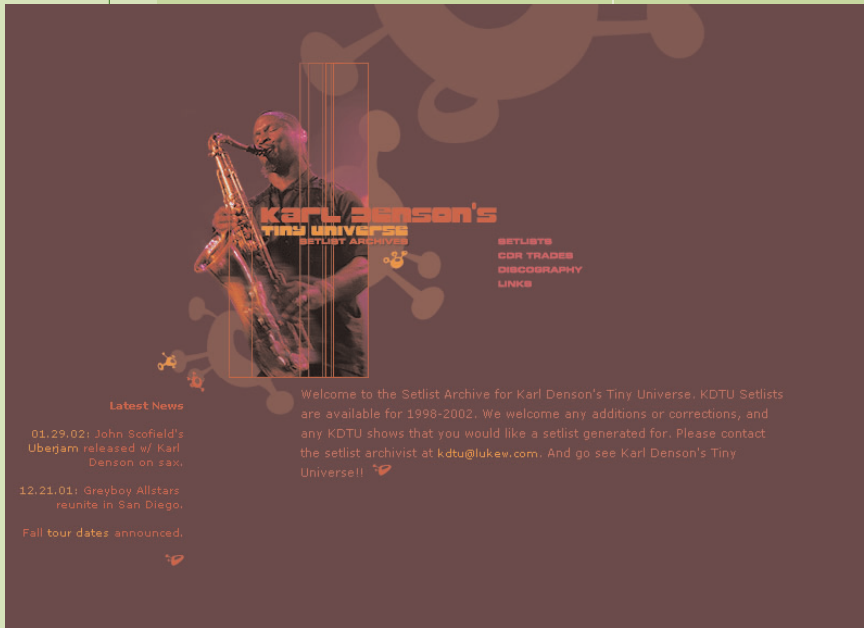 KARL DENSON'S
TINY UNIVERSE
SETLIST ARCHIVES
SETLISTS
CDR TRADES
DISCOGRAPHY
LINKS
Welcome to the Setlist Archive for Karl Denson's Tiny Universe. KDTU Setlists
are available for 1998-2002. We welcome any additions or corrections, and
any KDTU shows that you would like a setlist generated for. Please contact
the setlist archivist at kdtu@lukew.com. And go see Karl Denson's Tiny
Universe!!
Latest News
01.29.02: John Scofield's
Uberjam released w/ Karl
Denson on sax.
12.21.01: Greyboy Allstars
reunite in San Diego.
Fall tour dates announced.